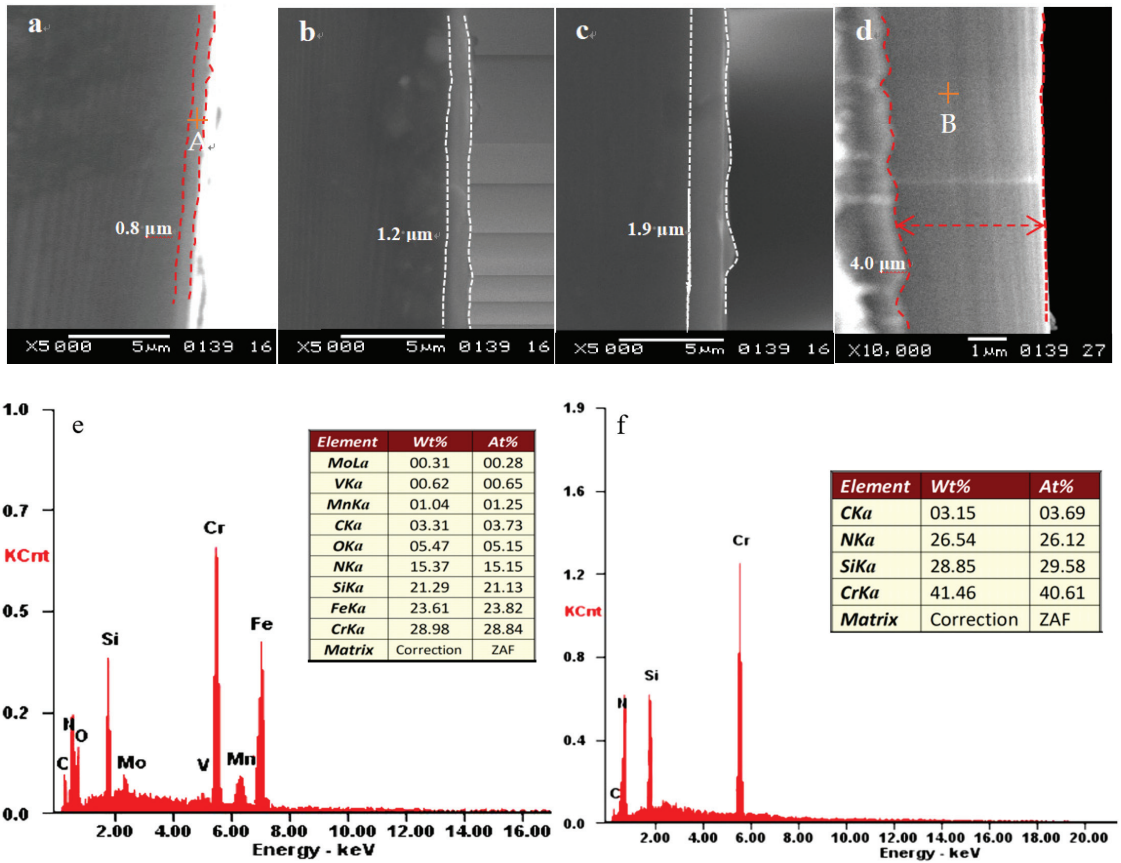 a
b
c
d
A
B
0.8 μm
1.2 μm
1.9 μm
4.0 μm
X5 000 5μm 0139 16
X5 000 5μm 0139 16
X5 000 5μm 0139 16
X10,000 1μm 0139 27
e
1.0
0.7
KCnt
0.5
0.2
0.0
C
N
O
Si
Mo
V
Cr
Mn
Fe
2.00 4.00 6.00 8.00 10.00 12.00 14.00 16.00
Energy - keV
Element Wt% At%
MoLa 00.31 00.28
VKa 00.62 00.65
MnKa 01.04 01.25
CKa 03.31 03.73
OKa 05.47 05.15
NKa 15.37 15.15
SiKa 21.29 21.13
FeKa 23.61 23.82
CrKa 28.98 28.84
Matrix Correction ZAF
f
1.9
1.6
1.2
KCnt
0.8
0.4
0.0
C
N
Si
Cr
2.00 4.00 6.00 8.00 10.00 12.00 14.00 16.00 18.00 20.00
Energy - keV
Element Wt% At%
CKa 03.15 03.69
NKa 26.54 26.12
SiKa 28.85 29.58
CrKa 41.46 40.61
Matrix Correction ZAF